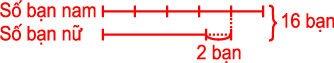 Số bạn nam
16 bạn
Số bạn nữ
2 bạn